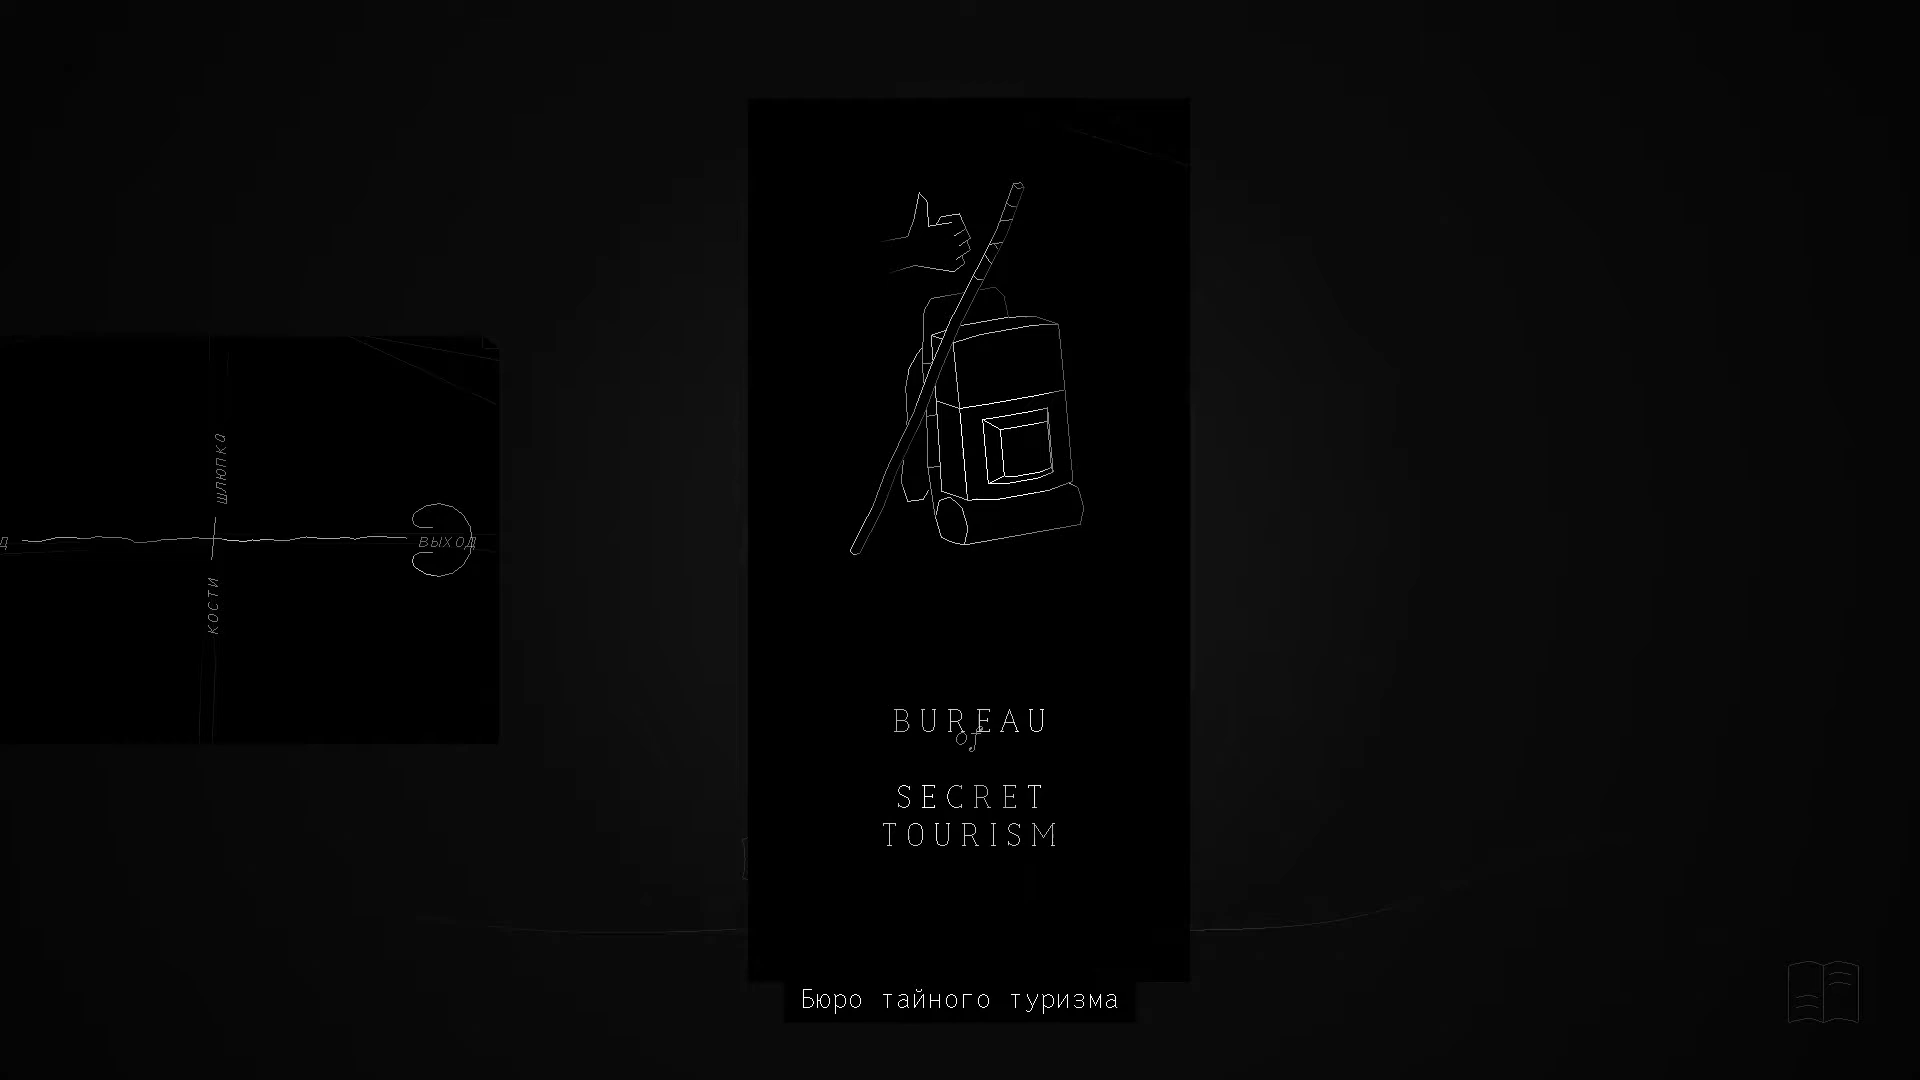 шлюпка
выход
кости
BUREAU
of
SECRET
TOURISM
Бюро тайного туризма